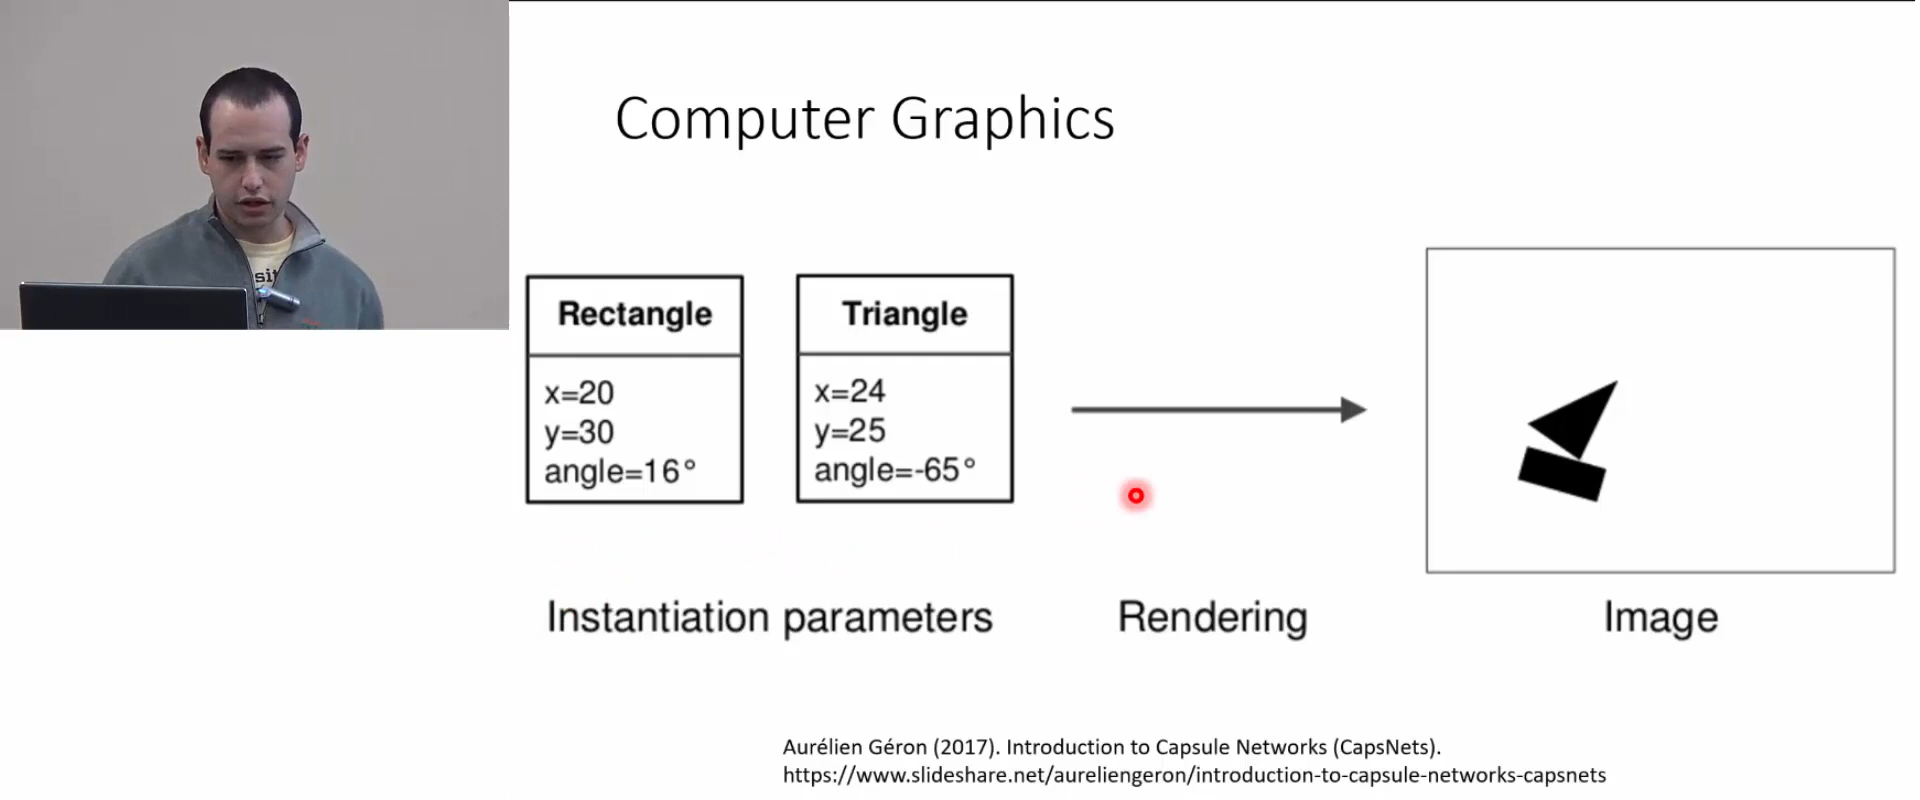 Computer Graphics
sit
Rectangle
x=20
y=30
angle=16°
Triangle
x=24
y=25
angle=-65°
Instantiation parameters
Rendering
Image
Aurélien Géron (2017). Introduction to Capsule Networks (CapsNets).
https://www.slideshare.net/aureliengeron/introduction-to-capsule-networks-capsnets